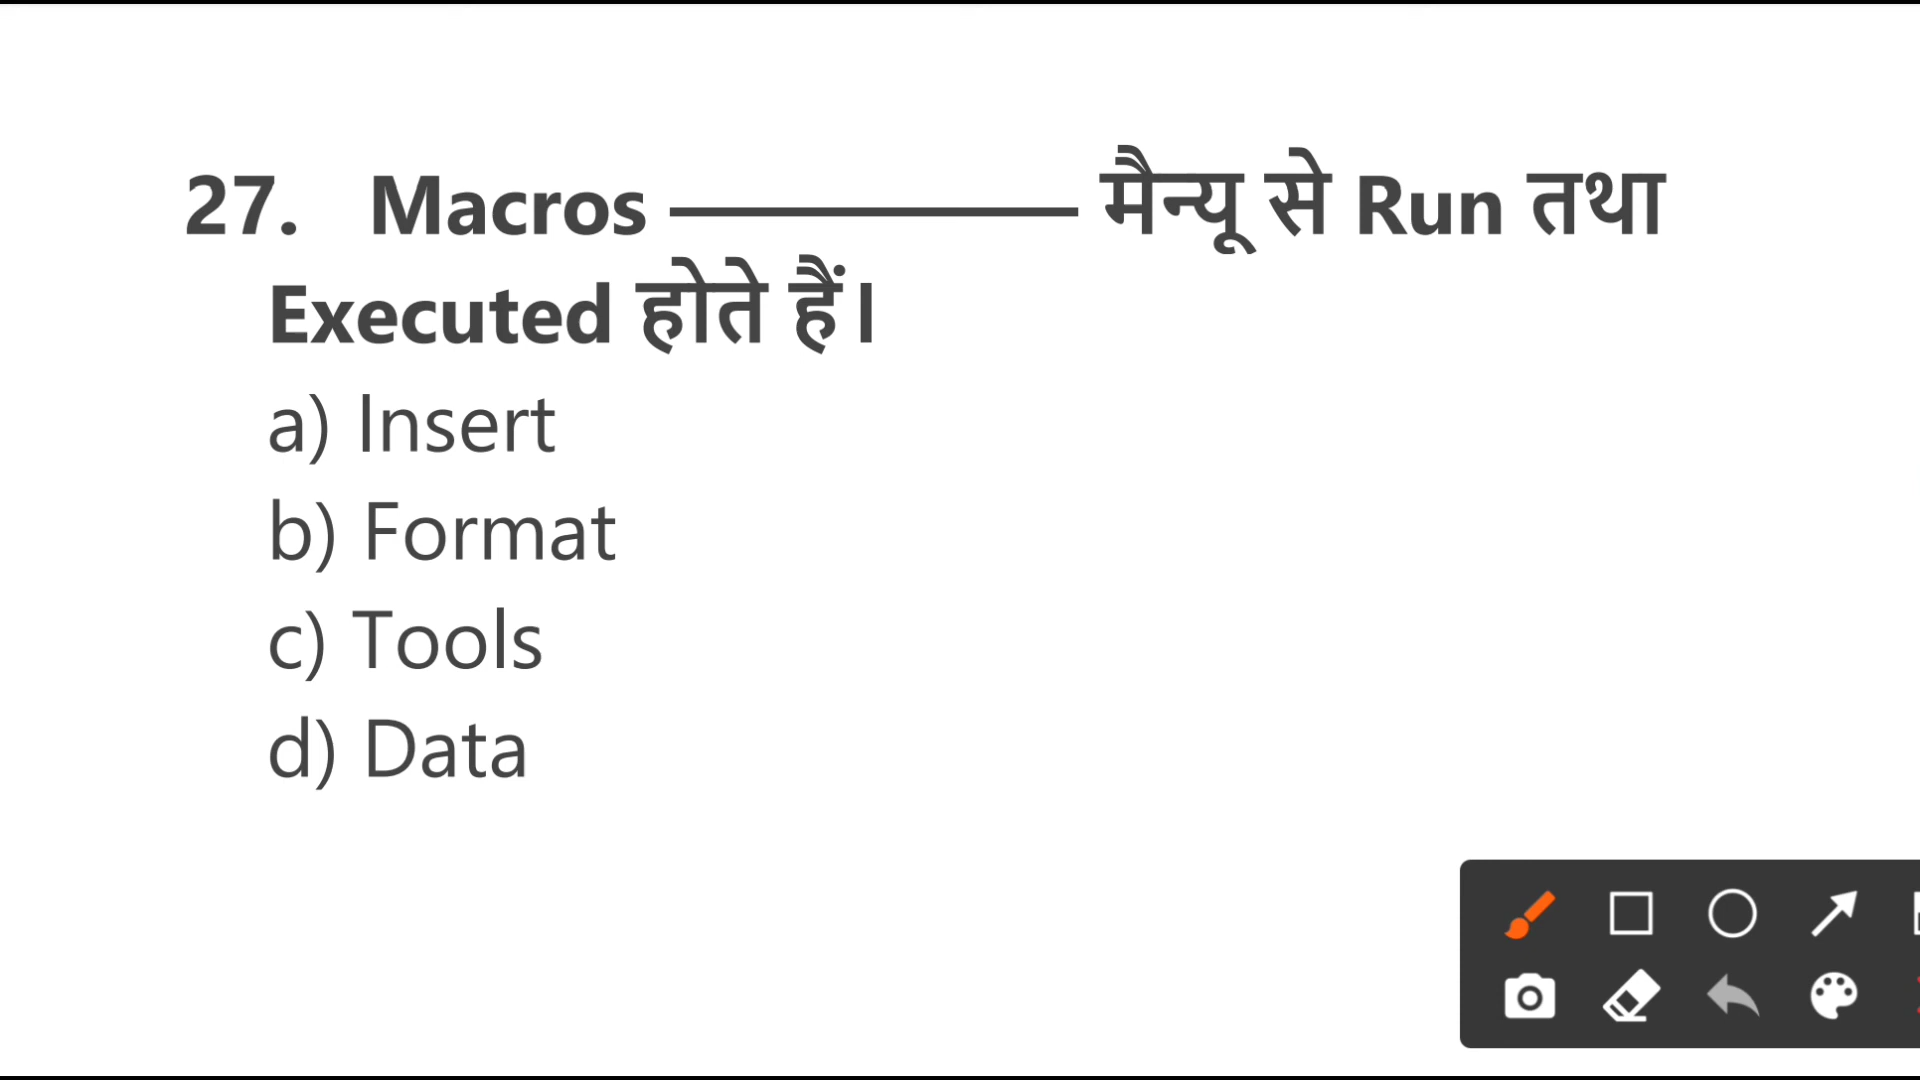 27. Macros ————— मैन्यू से Run तथा
Executed होते हैं।
a) Insert
b) Format
c) Tools
d) Data